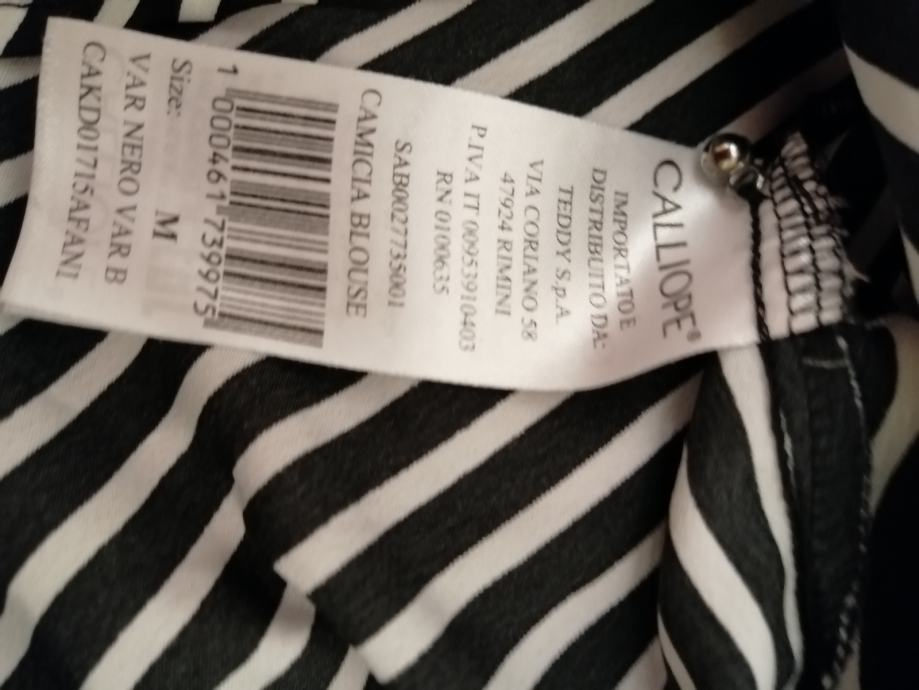 CALLIOPE®
IMPORTATO E
DISTRIBUITO DA:
TEDDY S.p.A.
VIA CORIANO 58
47924 RIMINI
P.IVA IT 00953910403
RN 0100635
SAB002773S001
CAMICIA BLOUSE
1 000461 739975
Size: M
VAR NERO VAR B
CAKD01715AFANI